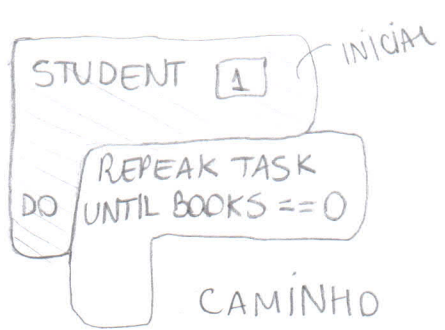 INICIAL
STUDENT 1
REPEAK TASK
DO UNTIL BOOKS == 0
CAMINHO